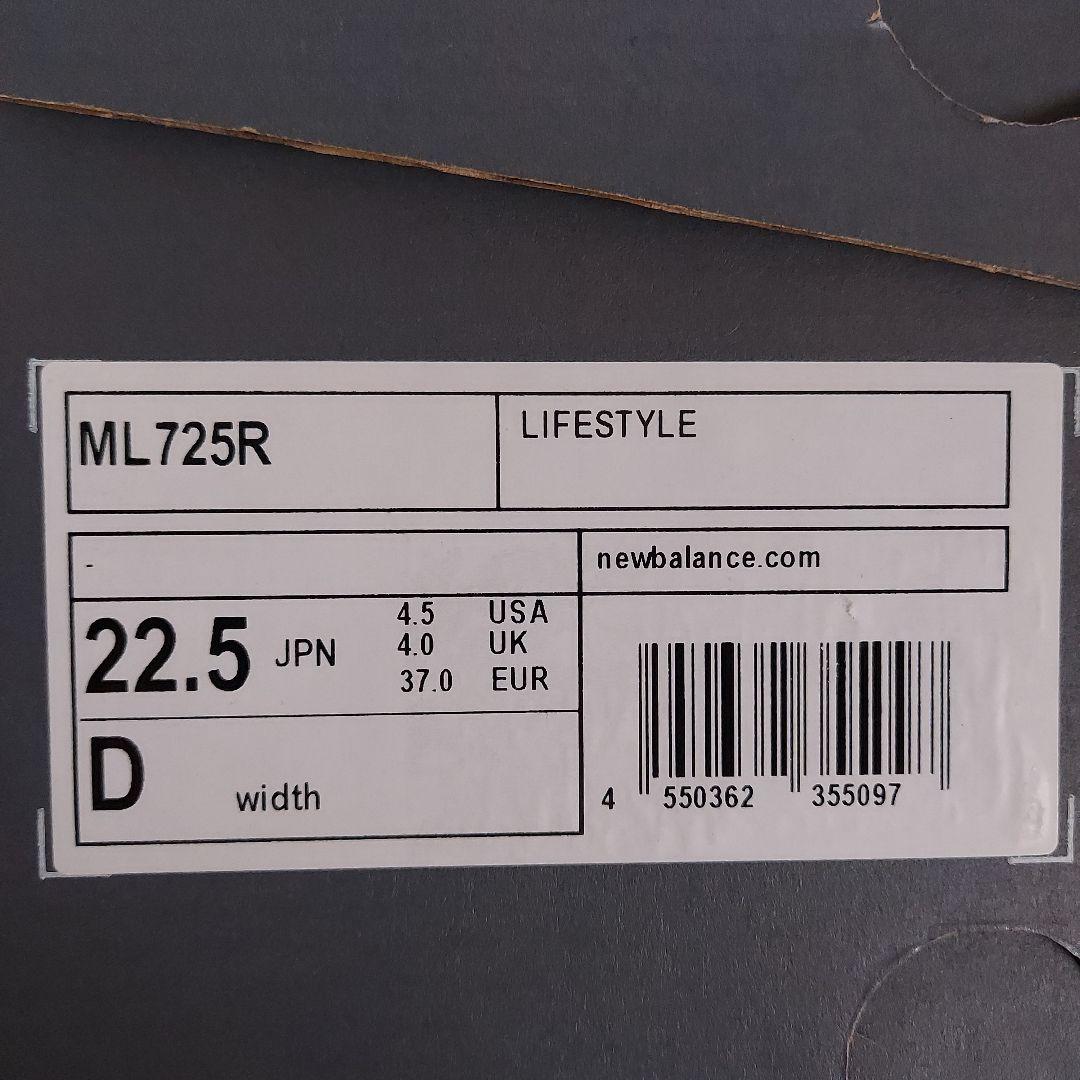 ML725R
LIFESTYLE
-
newbalance.com
22.5 JPN
4.5 USA
4.0 UK
37.0 EUR
D width
4 550362 355097